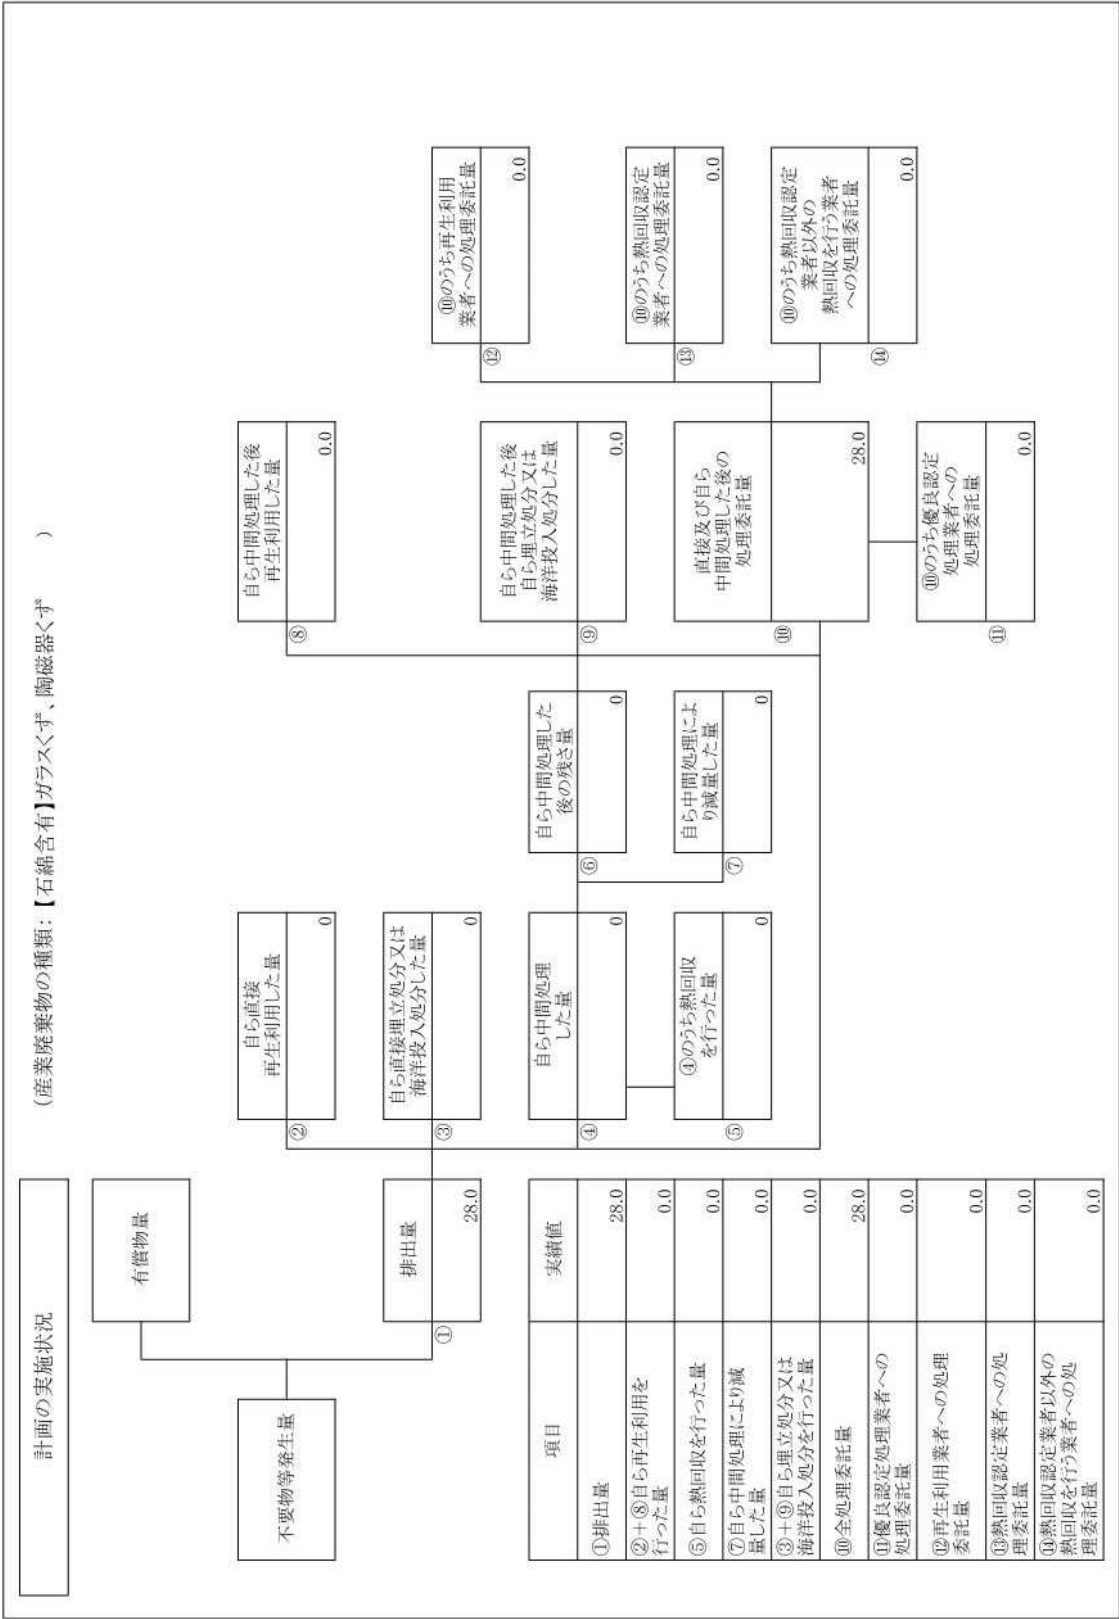 計画の実施状況
(産業廃棄物の種類:【石綿含有】ガラスくず、陶磁器くず )
不要物等発生量
有償物量
①
排出量
28.0
②
自ら直接
再生利用した量
0
③
自ら直接埋立処分又は
海洋投入処分した量
0
④
自ら中間処理
した量
0
⑤
④のうち熱回収
を行った量
0
⑥
自ら中間処理した
後の残さ量
0
⑦
自ら中間処理によ
り減量した量
0
⑧
自ら中間処理した後
再生利用した量
0.0
⑨
自ら中間処理した後
自ら埋立処分又は
海洋投入処分した量
0.0
⑩
直接及び自ら
中間処理した後の
処理委託量
28.0
⑪
⑩のうち優良認定
処理業者への
処理委託量
0.0
⑫
⑩のうち再生利用
業者への処理委託量
0.0
⑬
⑩のうち熱回収認定
業者への処理委託量
0.0
⑭
⑩のうち熱回収認定
業者以外の
熱回収を行う業者
への処理委託量
0.0
項目 実績値
①排出量 28.0
②+⑧自ら再生利用を
行った量 0.0
⑤自ら熱回収を行った量 0.0
⑦自ら中間処理により減
量した量 0.0
③+⑨自ら埋立処分又は
海洋投入処分を行った量 0.0
⑩全処理委託量 28.0
⑪優良認定処理業者への
処理委託量 0.0
⑫再生利用業者への処理
委託量 0.0
⑬熱回収認定業者への処
理委託量 0.0
⑭熱回収認定業者以外の
熱回収を行う業者への処
理委託量 0.0